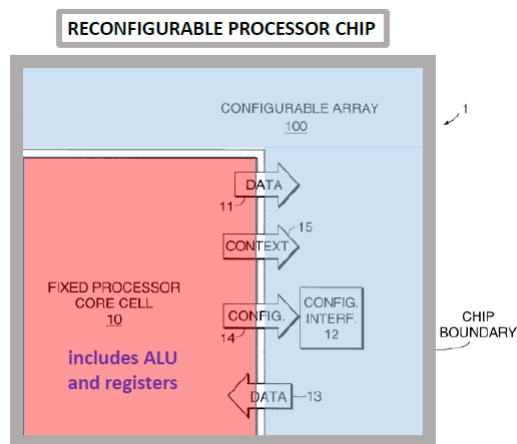 RECONFIGURABLE PROCESSOR CHIP
CONFIGURABLE ARRAY
100
1
DATA
11
15
CONTEXT
FIXED PROCESSOR
CORE CELL
10
CONFIG.
14
CONFIG.
INTERF.
12
CHIP
BOUNDARY
includes ALU
and registers
DATA
13